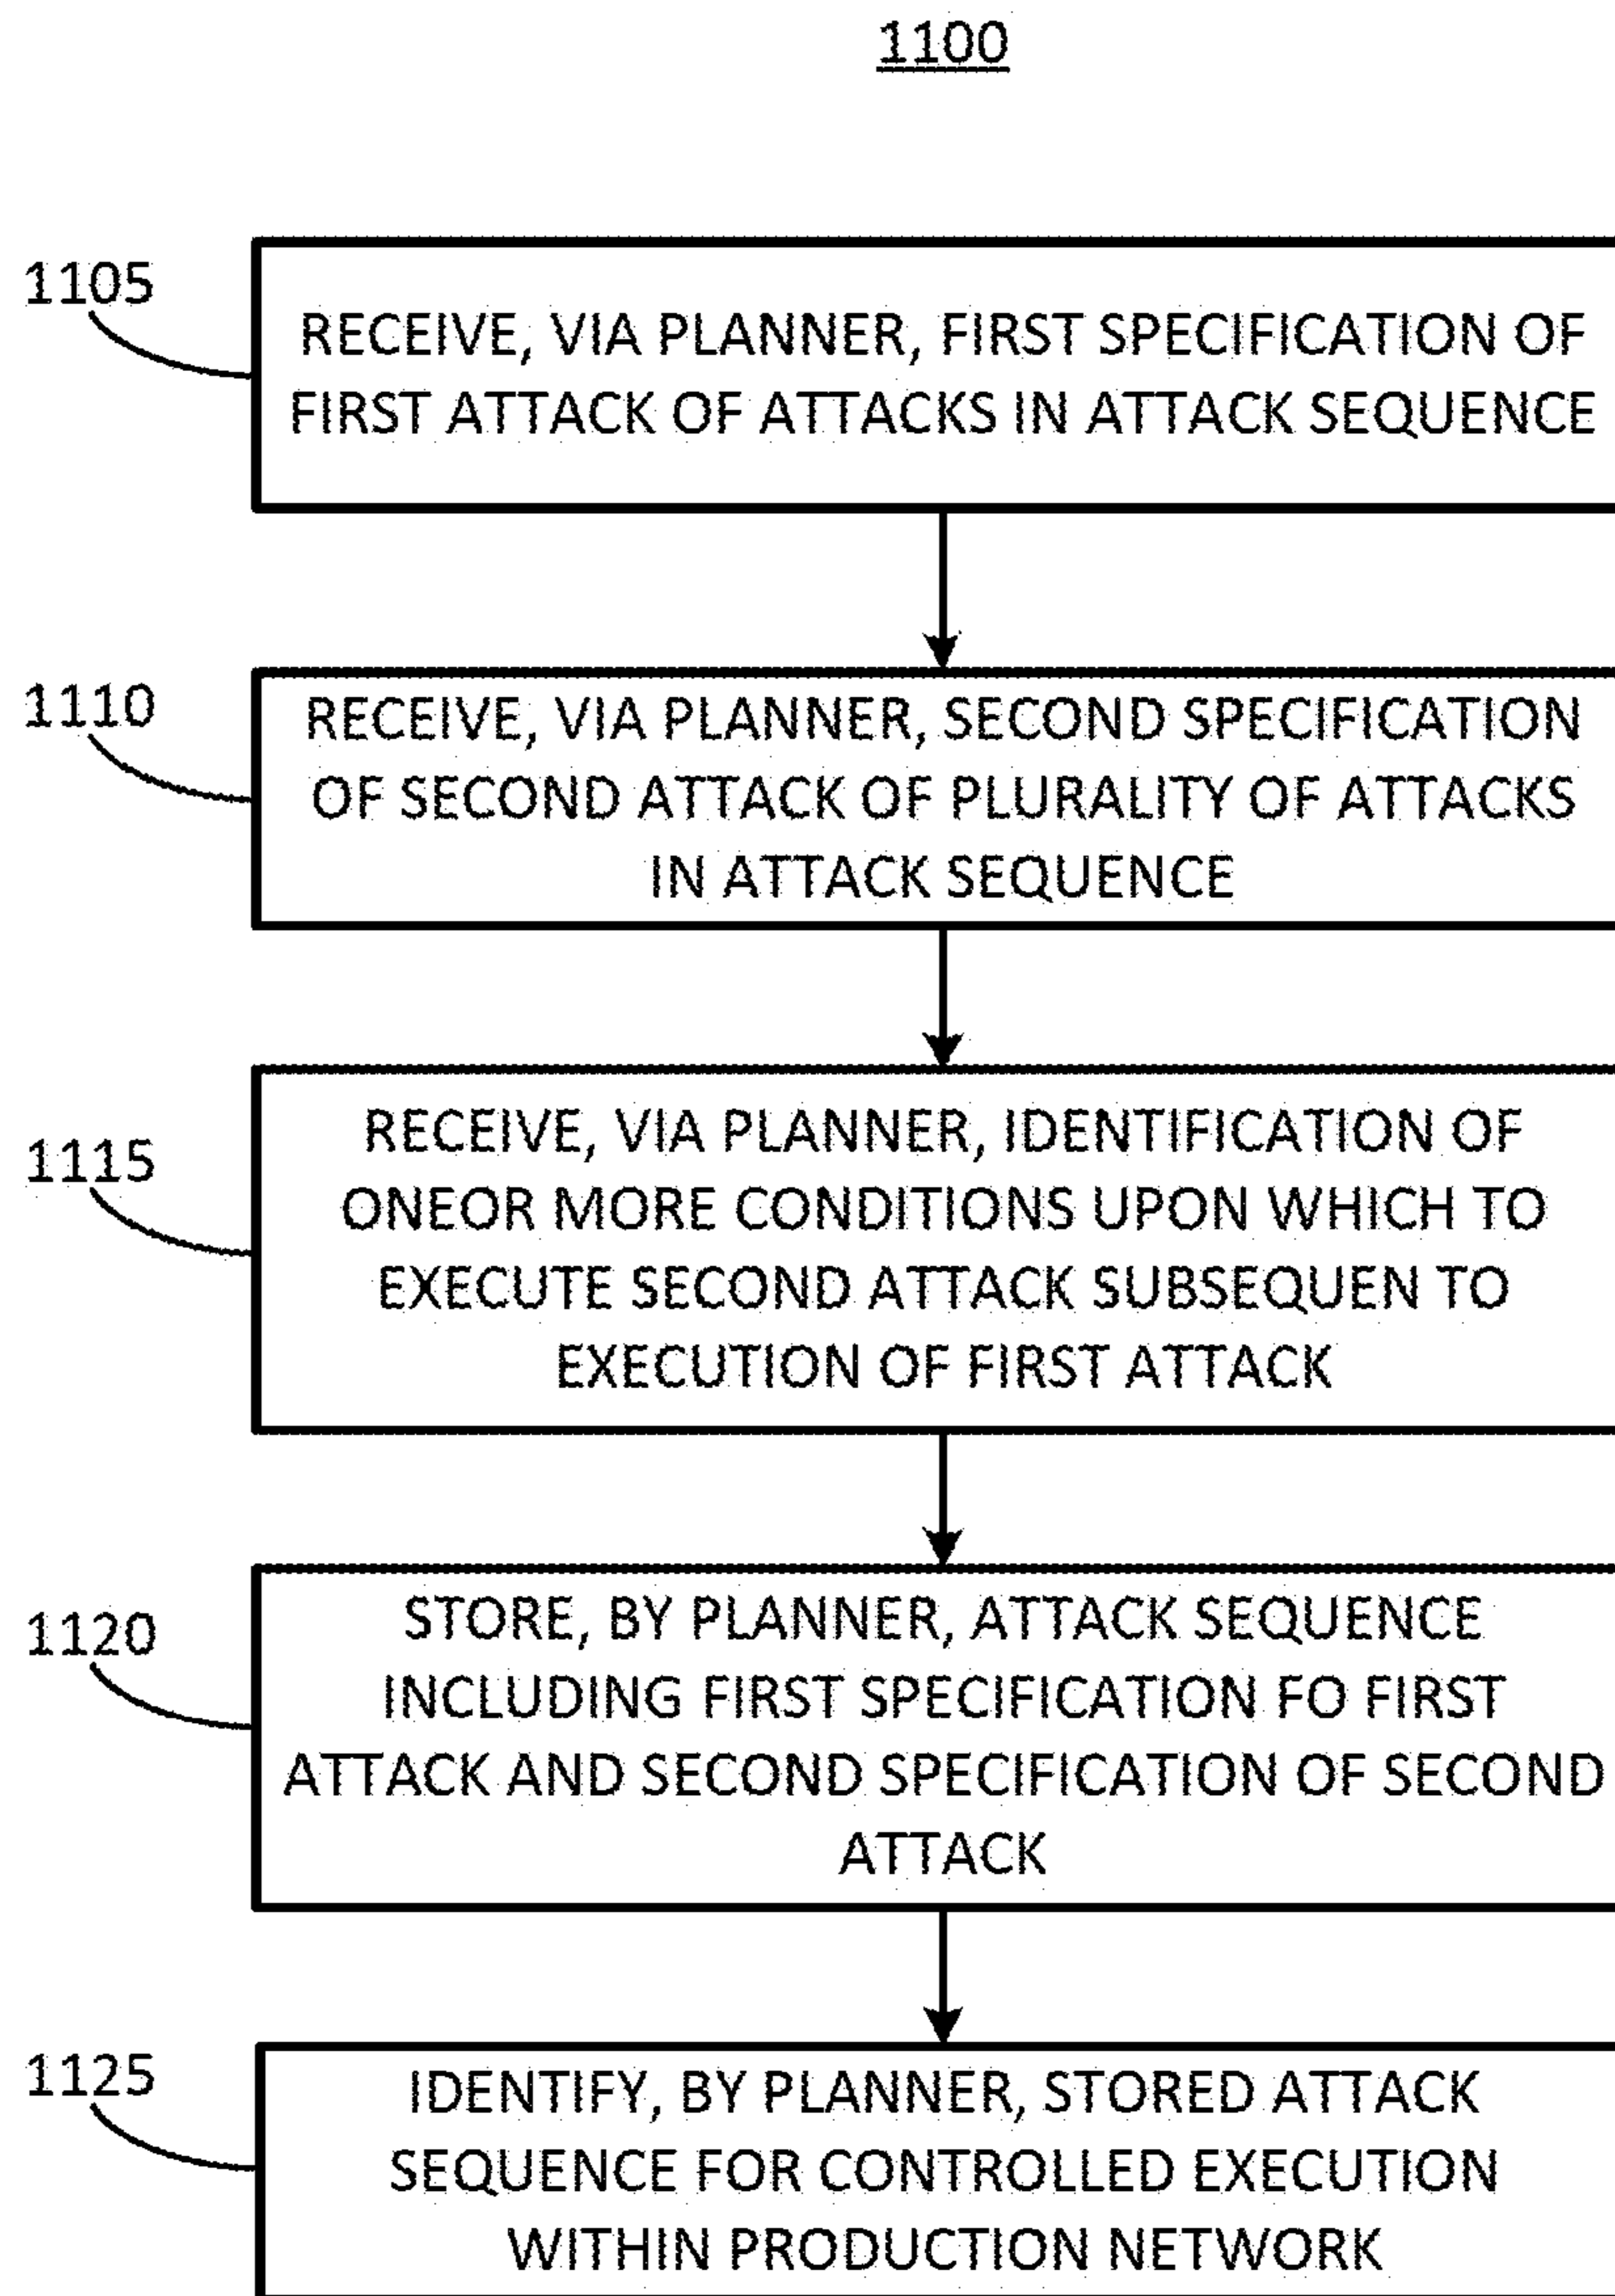 1100
1105
RECEIVE, VIA PLANNER, FIRST SPECIFICATION OF
FIRST ATTACK OF ATTACKS IN ATTACK SEQUENCE
1110
RECEIVE, VIA PLANNER, SECOND SPECIFICATION
OF SECOND ATTACK OF PLURALITY OF ATTACKS
IN ATTACK SEQUENCE
1115
RECEIVE, VIA PLANNER, IDENTIFICATION OF
ONEOR MORE CONDITIONS UPON WHICH TO
EXECUTE SECOND ATTACK SUBSEQUEN TO
EXECUTION OF FIRST ATTACK
1120
STORE, BY PLANNER, ATTACK SEQUENCE
INCLUDING FIRST SPECIFICATION FO FIRST
ATTACK AND SECOND SPECIFICATION OF SECOND
ATTACK
1125
IDENTIFY, BY PLANNER, STORED ATTACK
SEQUENCE FOR CONTROLLED EXECUTION
WITHIN PRODUCTION NETWORK